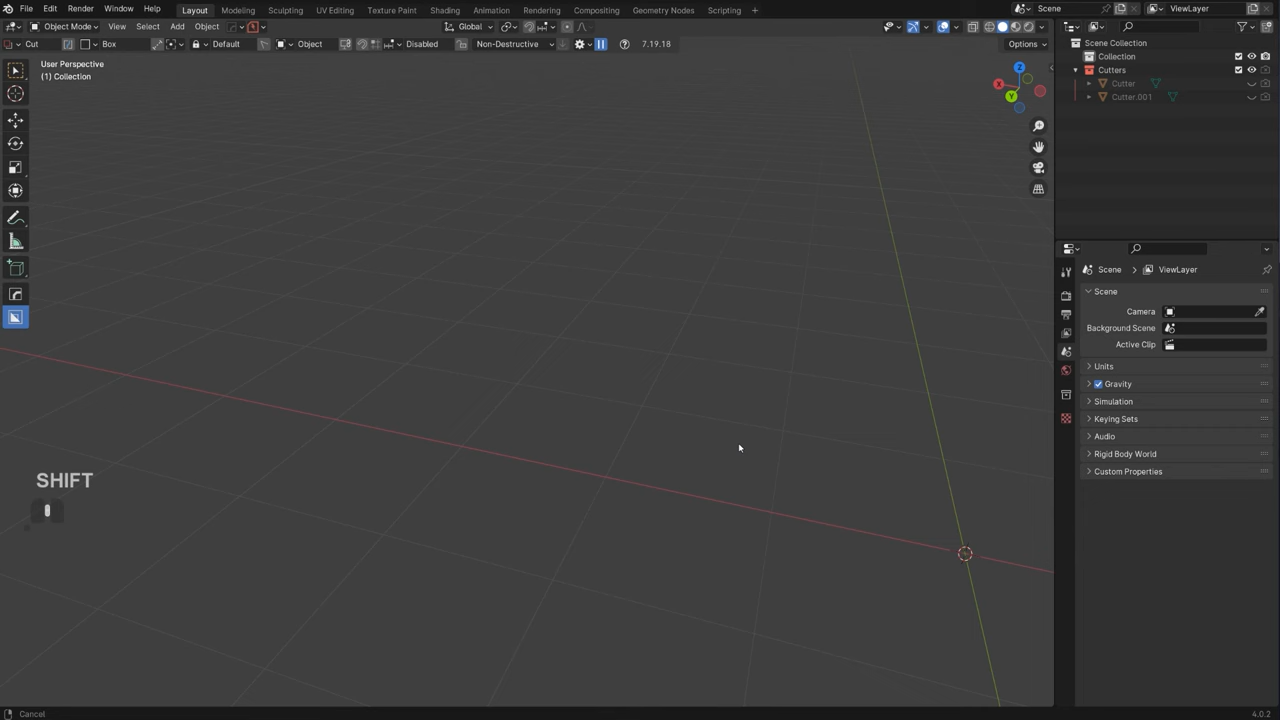 File Edit Render Window Help Layout Modeling Sculpting UV Editing Texture Paint Shading Animation Rendering Compositing Geometry Nodes Scripting + Scene ViewLayer
Object Mode View Select Add Object Global
Cut Box Default Object Disabled Non-Destructive 7.19.18 Options
User Perspective
(1) Collection
Z
X
Y
SHIFT
Scene Collection
Collection
Cutters
Cutter
Cutter.001
Scene ViewLayer
Scene
Camera
Background Scene
Active Clip
Units
Gravity
Simulation
Keying Sets
Audio
Rigid Body World
Custom Properties
Cancel 4.0.2